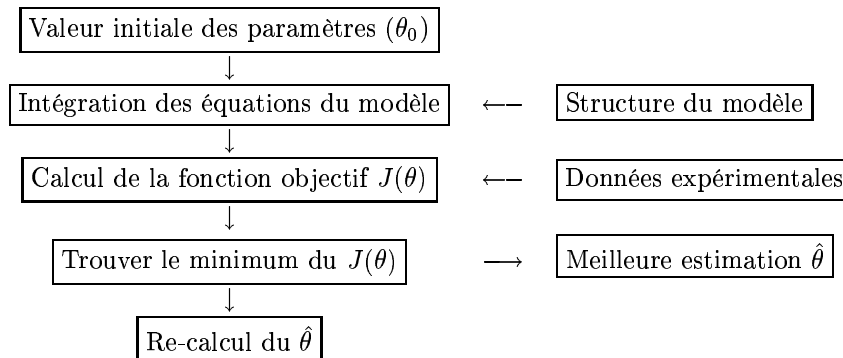 Valeur initiale des paramètres (θ₀)
↓
Intégration des équations du modèle ←− Structure du modèle
↓
Calcul de la fonction objectif J(θ) ←− Données expérimentales
↓
Trouver le minimum du J(θ) −→ Meilleure estimation θ̂
↓
Re-calcul du θ̂